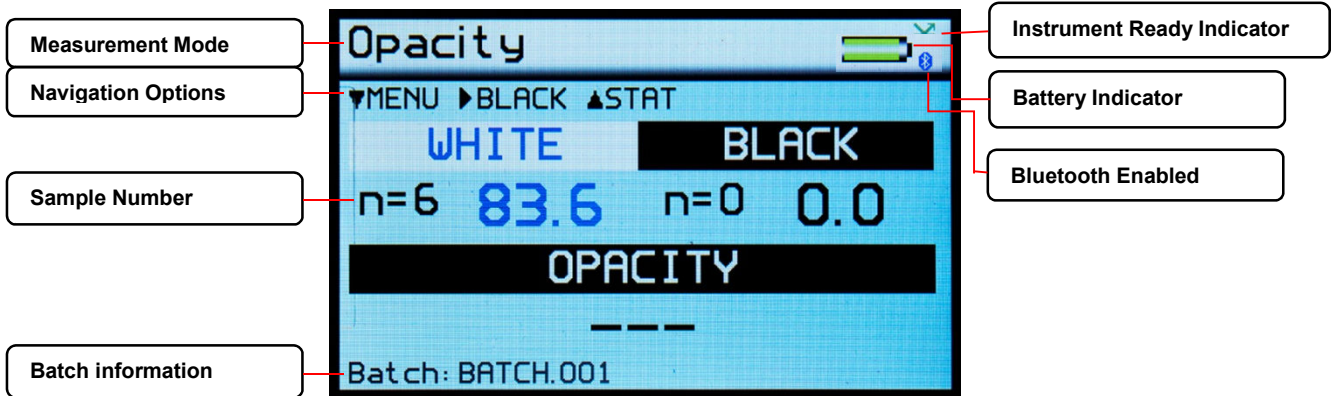 Measurement Mode
Navigation Options
Sample Number
Batch information
Opacity
▼MENU ►BLACK ▲STAT
WHITE BLACK
n=6 83.6 n=0 0.0
OPACITY
---
Batch: BATCH.001
Instrument Ready Indicator
Battery Indicator
Bluetooth Enabled